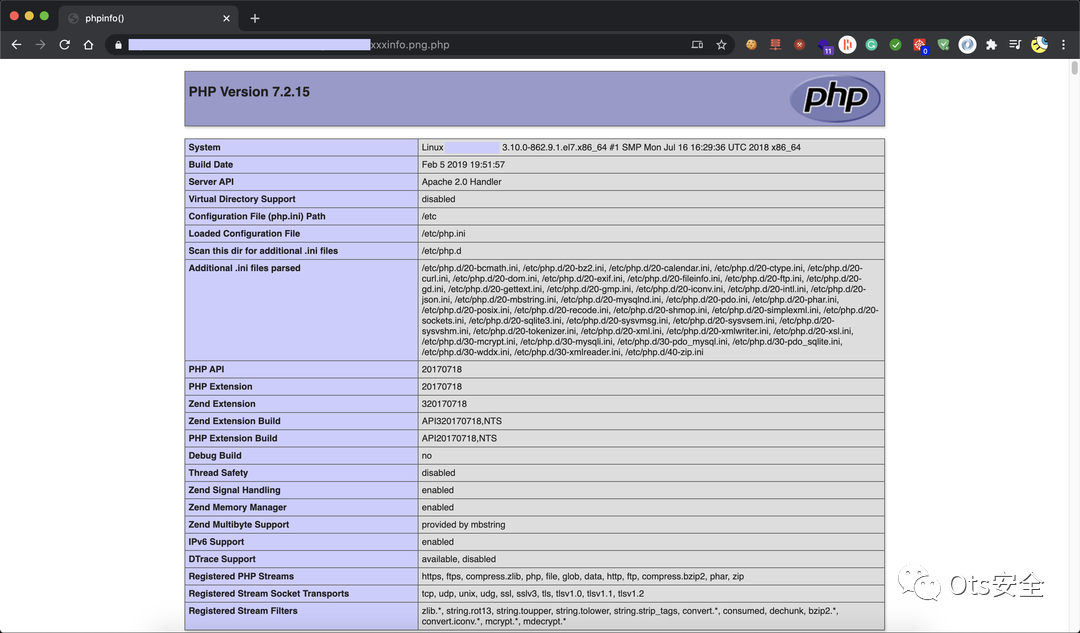 phpinfo()
xxxinfo.png.php
11
0
PHP Version 7.2.15
php
System Linux 3.10.0-862.9.1.el7.x86_64 #1 SMP Mon Jul 16 16:29:36 UTC 2018 x86_64
Build Date Feb 5 2019 19:51:57
Server API Apache 2.0 Handler
Virtual Directory Support disabled
Configuration File (php.ini) Path /etc
Loaded Configuration File /etc/php.ini
Scan this dir for additional .ini files /etc/php.d
Additional .ini files parsed /etc/php.d/20-bcmath.ini, /etc/php.d/20-bz2.ini, /etc/php.d/20-calendar.ini, /etc/php.d/20-ctype.ini, /etc/php.d/20-
curl.ini, /etc/php.d/20-dom.ini, /etc/php.d/20-exif.ini, /etc/php.d/20-fileinfo.ini, /etc/php.d/20-ftp.ini, /etc/php.d/20-
gd.ini, /etc/php.d/20-gettext.ini, /etc/php.d/20-gmp.ini, /etc/php.d/20-iconv.ini, /etc/php.d/20-intl.ini, /etc/php.d/20-
json.ini, /etc/php.d/20-mbstring.ini, /etc/php.d/20-mysqlnd.ini, /etc/php.d/20-pdo.ini, /etc/php.d/20-phar.ini,
/etc/php.d/20-posix.ini, /etc/php.d/20-recode.ini, /etc/php.d/20-shmop.ini, /etc/php.d/20-simplexml.ini, /etc/php.d/20-
sockets.ini, /etc/php.d/20-sqlite3.ini, /etc/php.d/20-sysvmsg.ini, /etc/php.d/20-sysvsem.ini, /etc/php.d/20-
sysvshm.ini, /etc/php.d/20-tokenizer.ini, /etc/php.d/20-xml.ini, /etc/php.d/20-xmlwriter.ini, /etc/php.d/20-xsl.ini,
/etc/php.d/30-mcrypt.ini, /etc/php.d/30-mysqli.ini, /etc/php.d/30-pdo_mysql.ini, /etc/php.d/30-pdo_sqlite.ini,
/etc/php.d/30-wddx.ini, /etc/php.d/30-xmlreader.ini, /etc/php.d/40-zip.ini
PHP API 20170718
PHP Extension 20170718
Zend Extension 320170718
Zend Extension Build API320170718,NTS
PHP Extension Build API20170718,NTS
Debug Build no
Thread Safety disabled
Zend Signal Handling enabled
Zend Memory Manager enabled
Zend Multibyte Support provided by mbstring
IPv6 Support enabled
DTrace Support available, disabled
Registered PHP Streams https, ftps, compress.zlib, php, file, glob, data, http, ftp, compress.bzip2, phar, zip
Registered Stream Socket Transports tcp, udp, unix, udg, ssl, sslv3, tls, tlsv1.0, tlsv1.1, tlsv1.2
Registered Stream Filters zlib.*, string.rot13, string.toupper, string.tolower, string.strip_tags, convert.*, consumed, dechunk, bzip2.*,
convert.iconv.*, mcrypt.*, mdecrypt.*
Ots安全